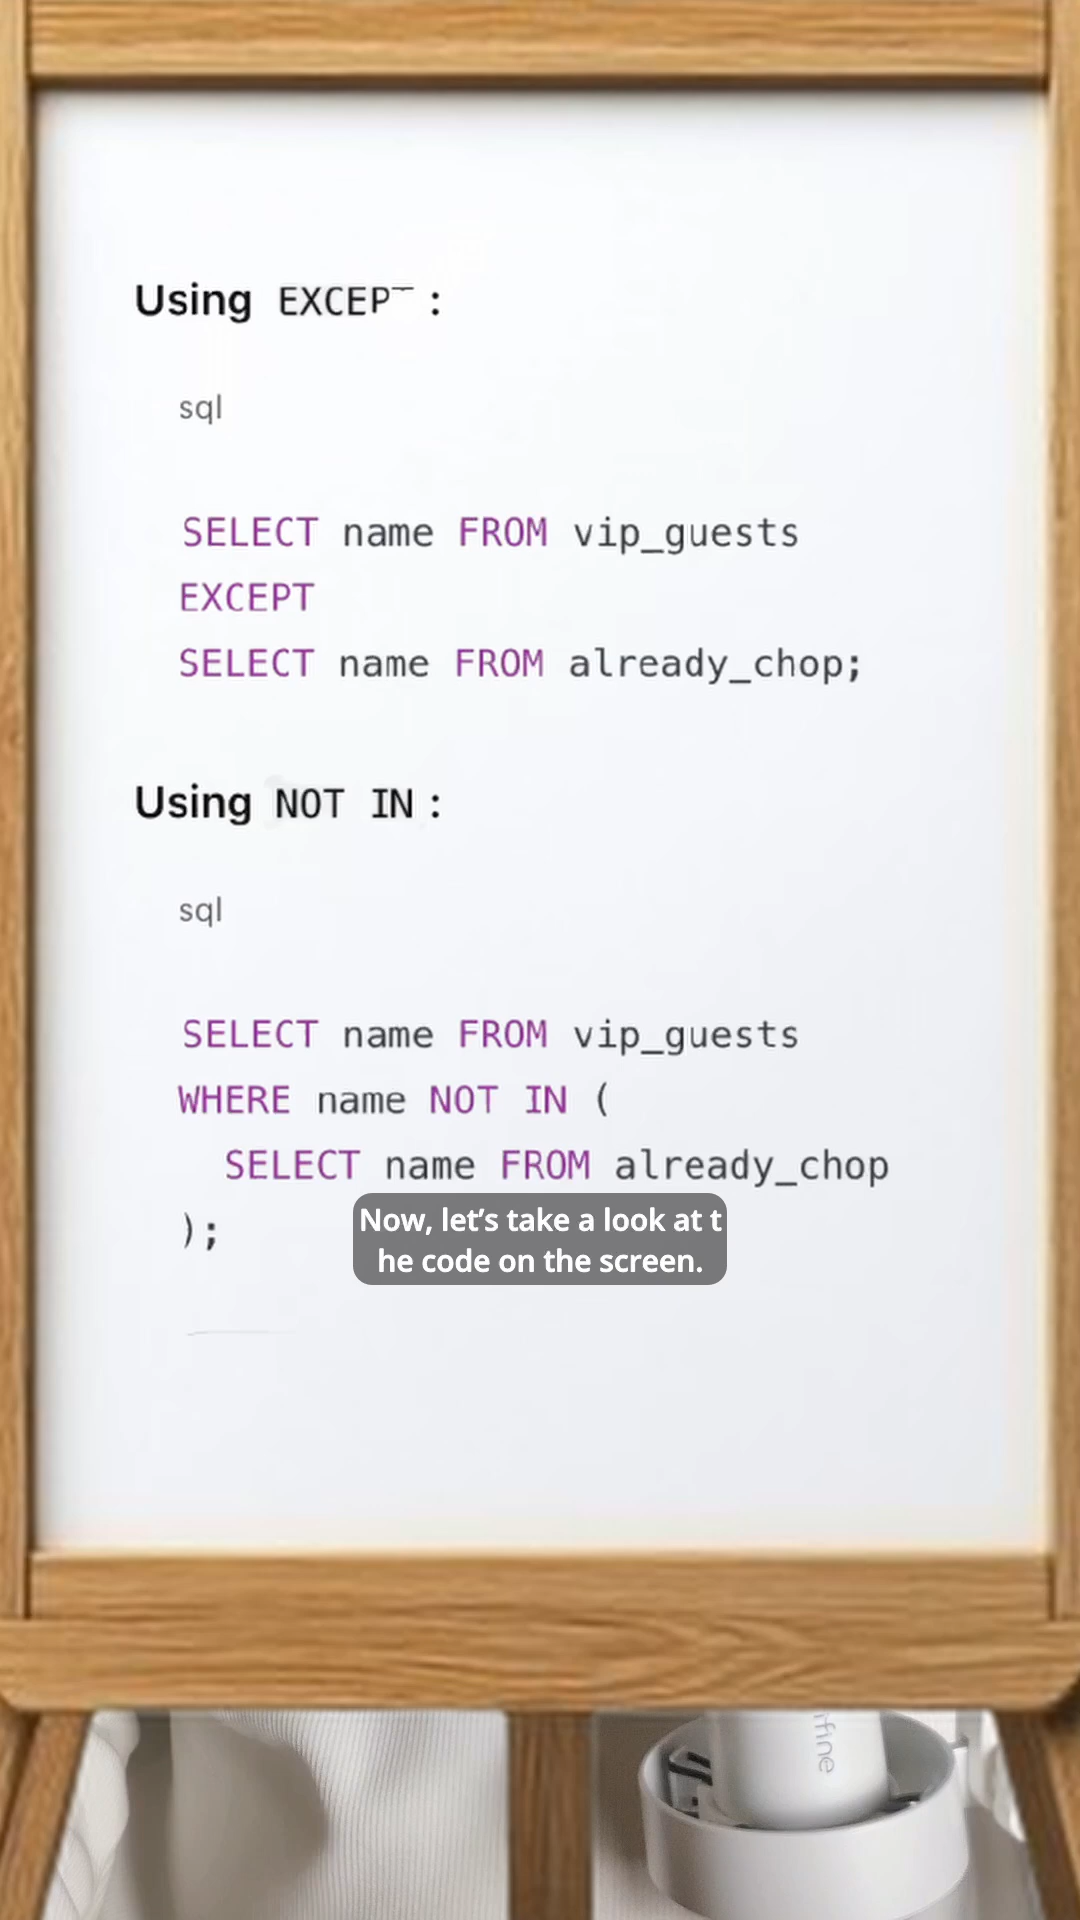 Using EXCEPT :
sql
SELECT name FROM vip_guests
EXCEPT
SELECT name FROM already_chop;
Using NOT IN :
sql
SELECT name FROM vip_guests
WHERE name NOT IN (
SELECT name FROM already_chop
);
Now, let’s take a look at t
he code on the screen.